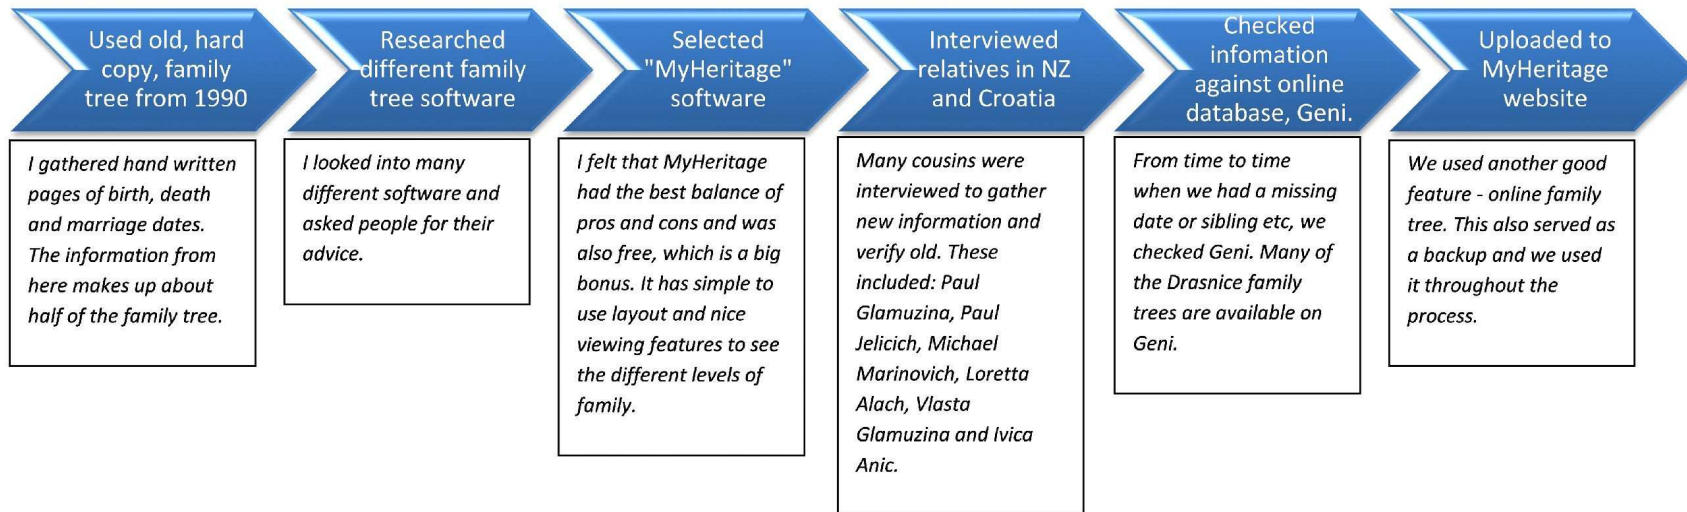 Used old, hard
copy, family
tree from 1990
I gathered hand written
pages of birth, death
and marriage dates.
The information from
here makes up about
half of the family tree.
Researched
different family
tree software
I looked into many
different software and
asked people for their
advice.
Selected
"MyHeritage"
software
I felt that MyHeritage
had the best balance of
pros and cons and was
also free, which is a big
bonus. It has simple to
use layout and nice
viewing features to see
the different levels of
family.
Interviewed
relatives in NZ
and Croatia
Many cousins were
interviewed to gather
new information and
verify old. These
included: Paul
Glamuzina, Paul
Jelicich, Michael
Marinovich, Loretta
Alach, Vlasta
Glamuzina and Ivica
Anic.
Checked
infomation
against online
database, Geni.
From time to time
when we had a missing
date or sibling etc, we
checked Geni. Many of
the Drasnice family
trees are available on
Geni.
Uploaded to
MyHeritage
website
We used another good
feature - online family
tree. This also served as
a backup and we used
it throughout the
process.